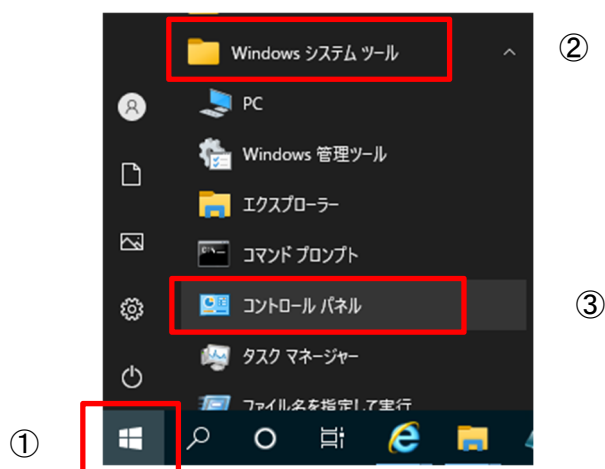 Windows システム ツール
②
PC
Windows 管理ツール
エクスプローラー
コマンド プロンプト
コントロール パネル
③
タスク マネージャー
ファイル名を指定して実行
①